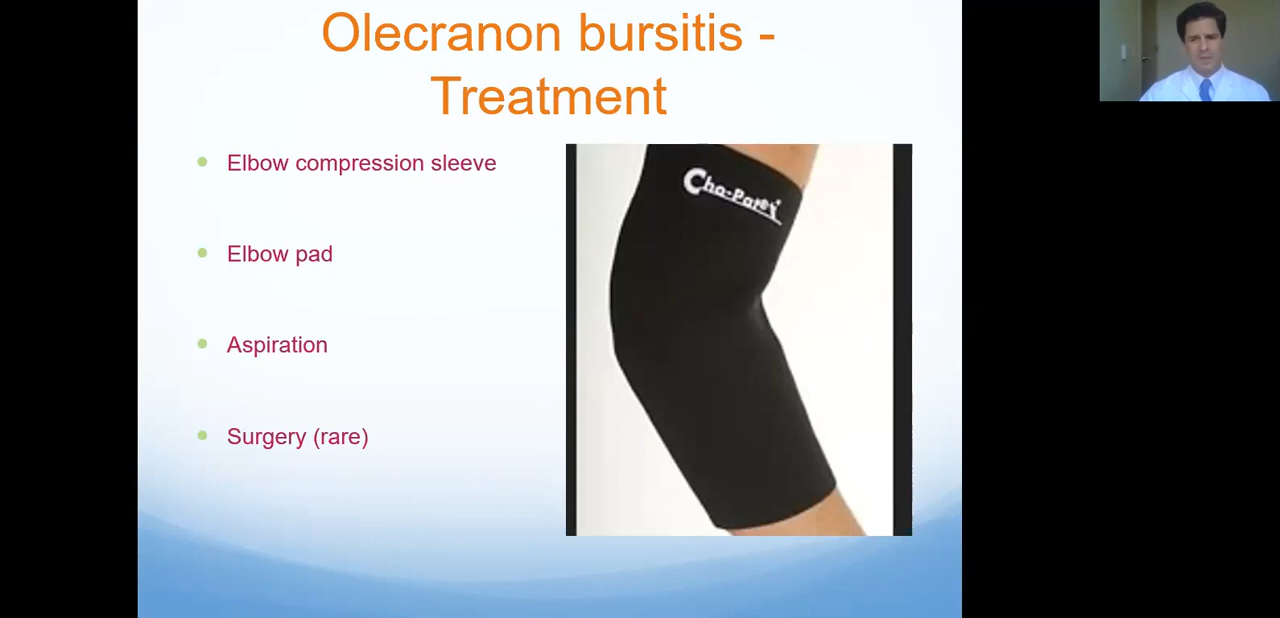 Olecranon bursitis -
Treatment
Elbow compression sleeve
Elbow pad
Aspiration
Surgery (rare)
Cho-Pat®